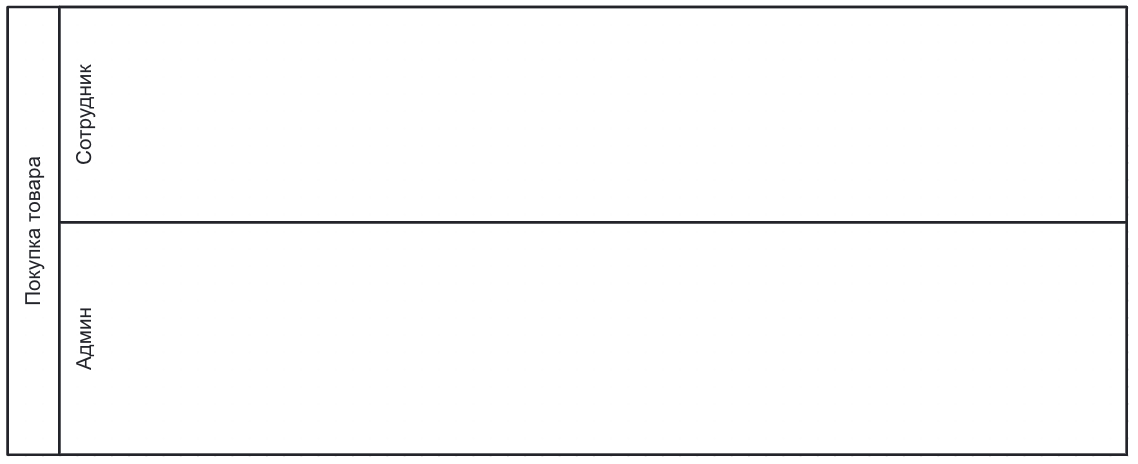 Покупка товара
Сотрудник
Админ